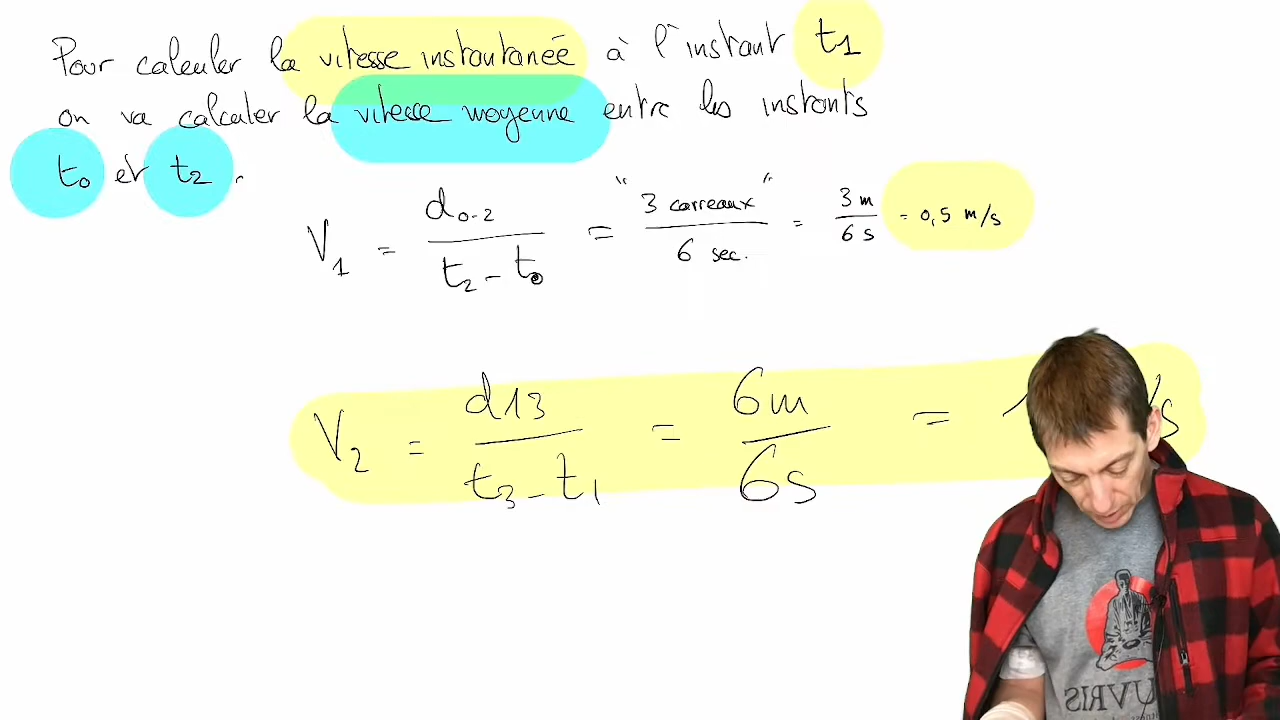 Pour calculer la vitesse instantanée à l'instant t1
on va calculer la vitesse moyenne entre les instants
t0 et t2.
V1 = d0-2 / (t2 - t0) = "3 carreaux" / 6 sec. = 3 m / 6 s = 0,5 m/s
V2 = d13 / (t3 - t1) = 6m / 6s = 1 /s
UVRIS